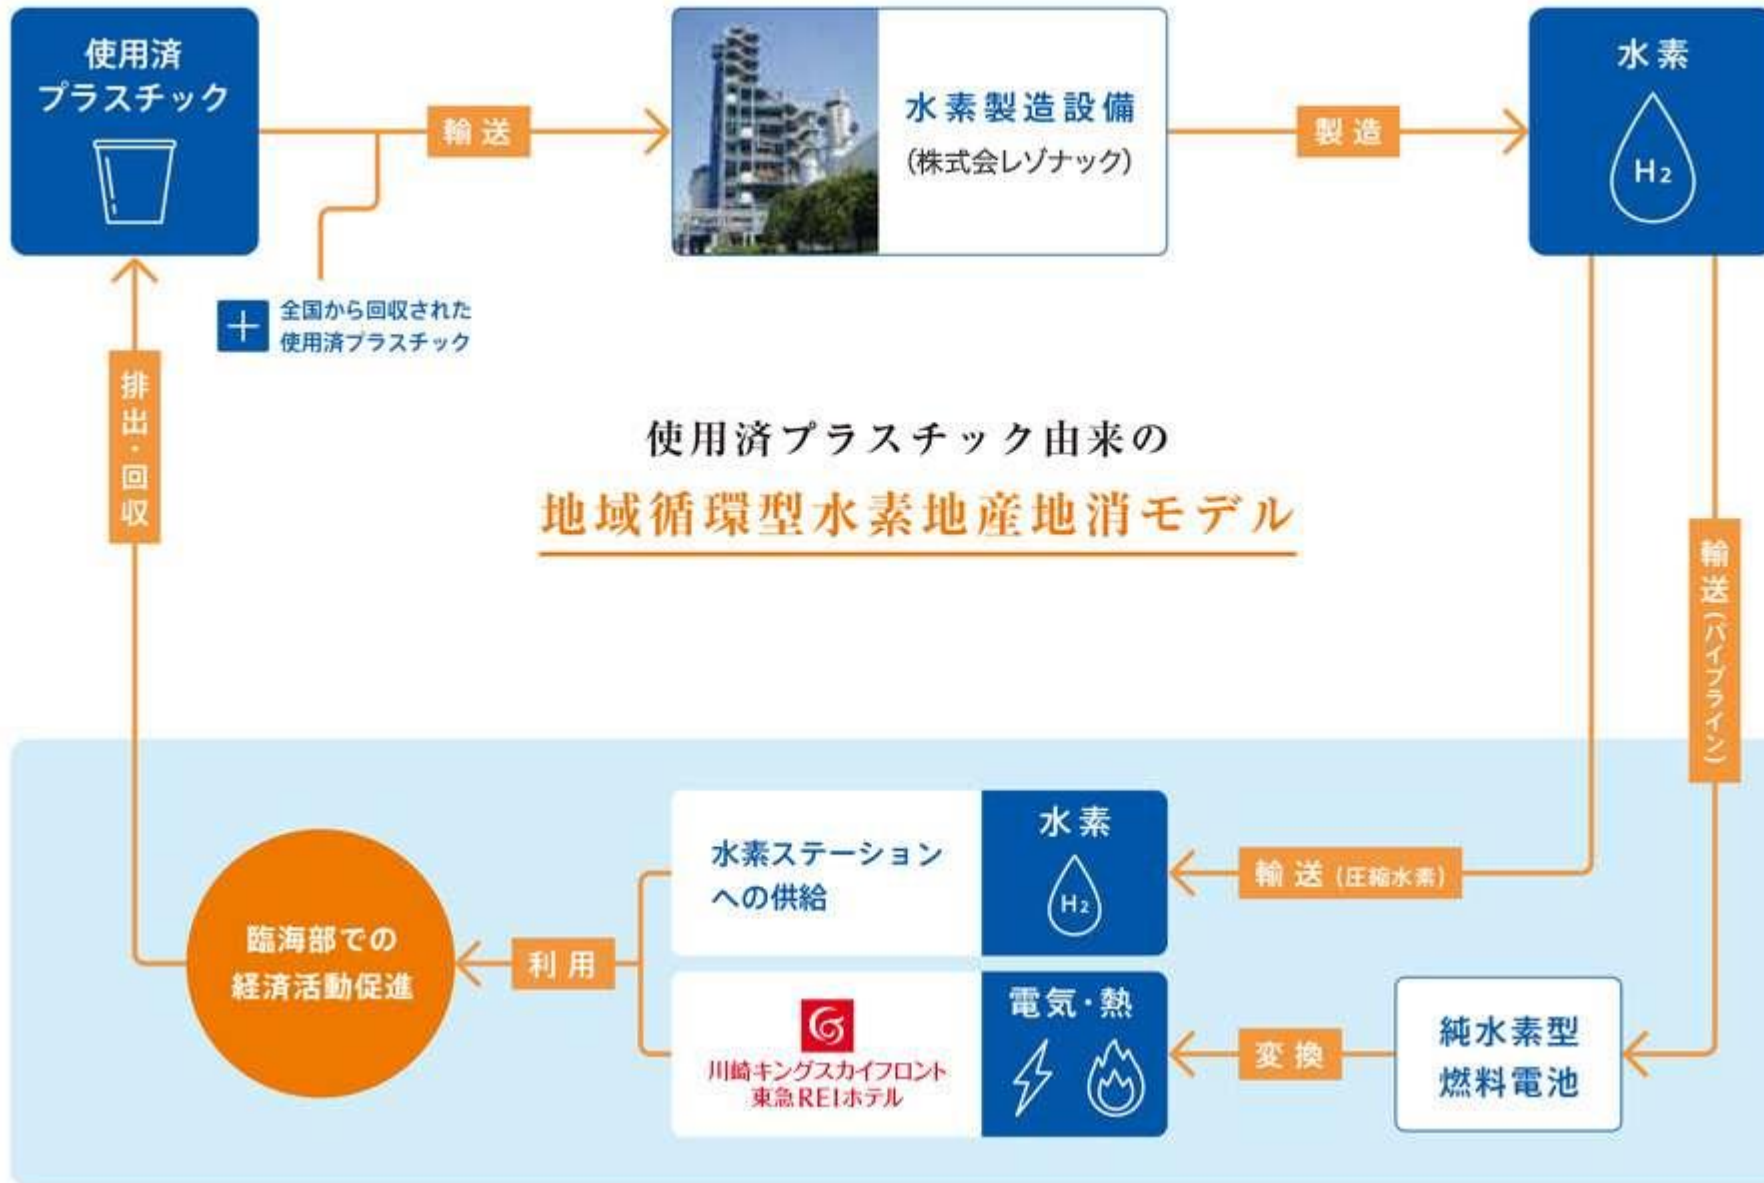 使用済
プラスチック
輸送
水素製造設備
(株式会レゾナック)
製造
水素
H2
全国から回収された
使用済プラスチック
排出・回収
使用済プラスチック由来の
地域循環型水素地産地消モデル
輸送(パイプライン)
水素ステーション
への供給
水素
H2
輸送(圧縮水素)
臨海部での
経済活動促進
利用
川崎キングスカイフロント
東急REIホテル
電気・熱
変換
純水素型
燃料電池